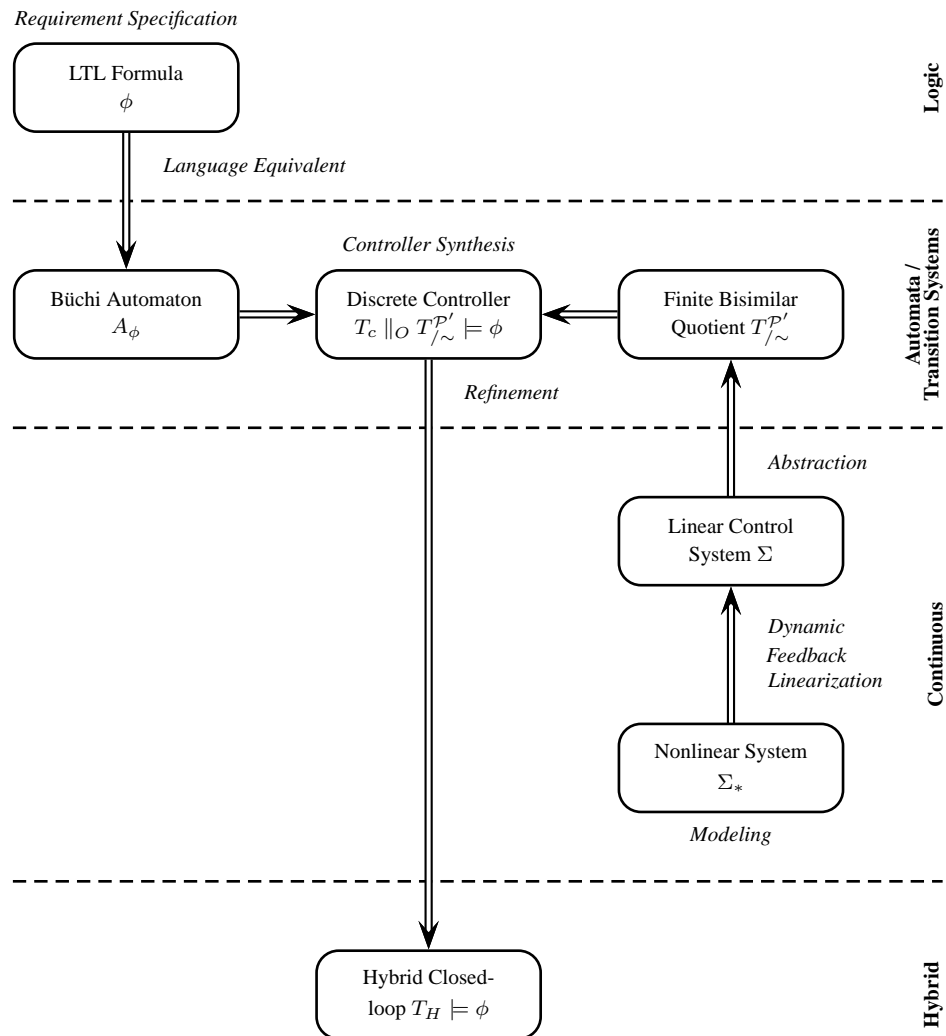 Requirement Specification
LTL Formula
ϕ
Logic
Language Equivalent
Controller Synthesis
Büchi Automaton
A_ϕ
Discrete Controller
T_c ∥_O T_{/∼}^{𝒫′} ⊨ ϕ
Finite Bisimilar
Quotient T_{/∼}^{𝒫′}
Automata /
Transition Systems
Refinement
Abstraction
Linear Control
System Σ
Dynamic
Feedback
Linearization
Continuous
Nonlinear System
Σ_*
Modeling
Hybrid Closed-
loop T_H ⊨ ϕ
Hybrid